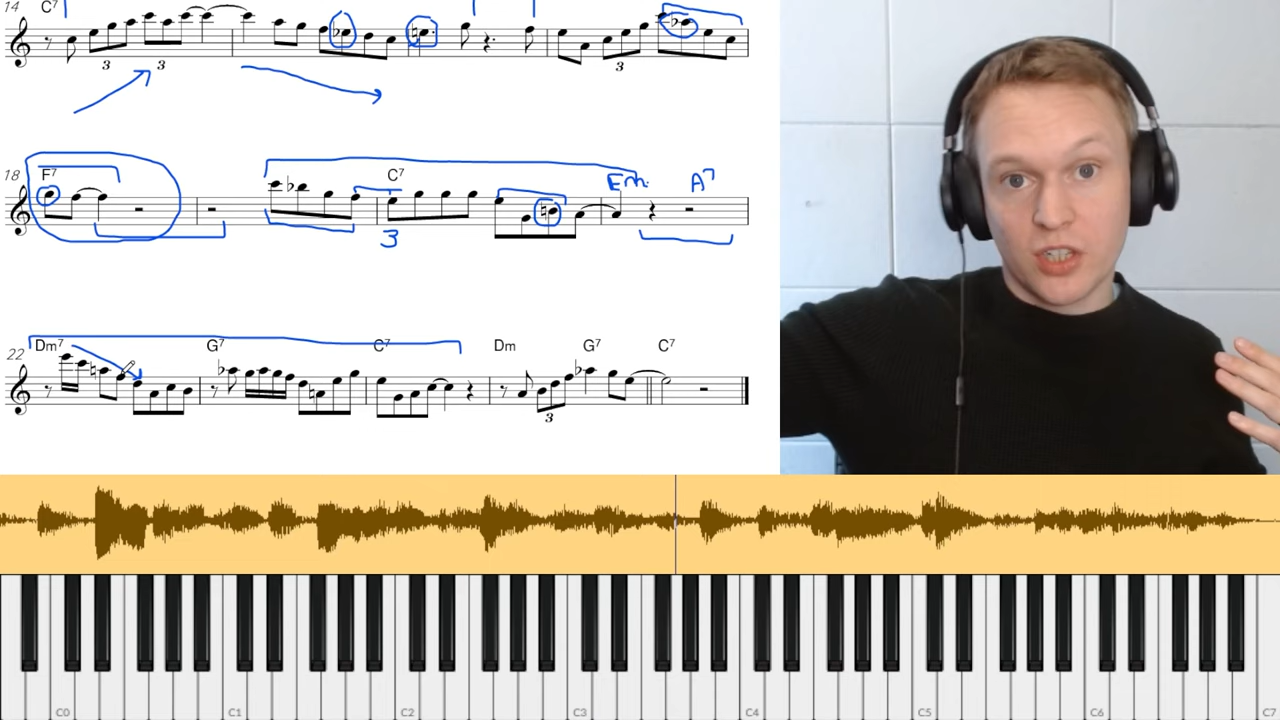 14 C7
3 3 3
18 F7 C7 Em A7
3
22 Dm7 G7 C7 Dm G7 C7
3
C0 C1 C2 C3 C4 C5 C6 C7